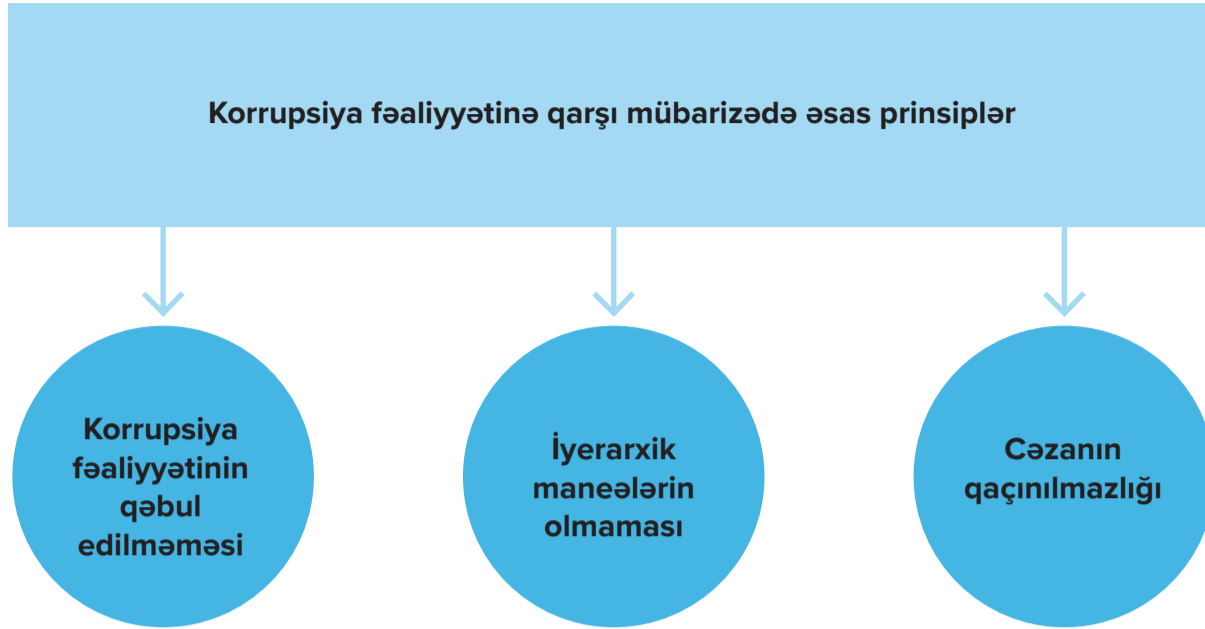 Korrupsiya fəaliyyətinə qarşı mübarizədə əsas prinsiplər
Korrupsiya
fəaliyyətinin
qəbul
edilməməsi
İyerarxik
maneələrin
olmaması
Cəzanın
qaçınılmazlığı